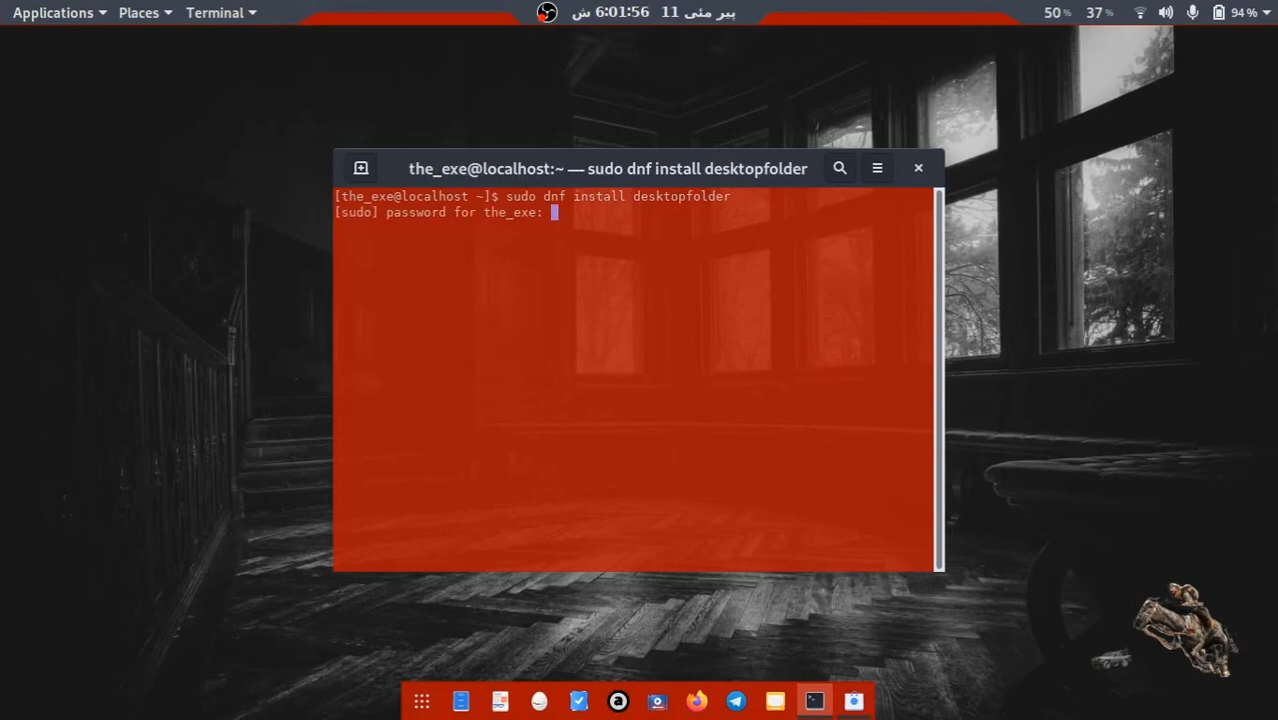 Applications Places Terminal پیر مئی 11 6:01:56 ش 50 % 37 % 94 %
the_exe@localhost:~ — sudo dnf install desktopfolder
[the_exe@localhost ~]$ sudo dnf install desktopfolder
[sudo] password for the_exe:
a